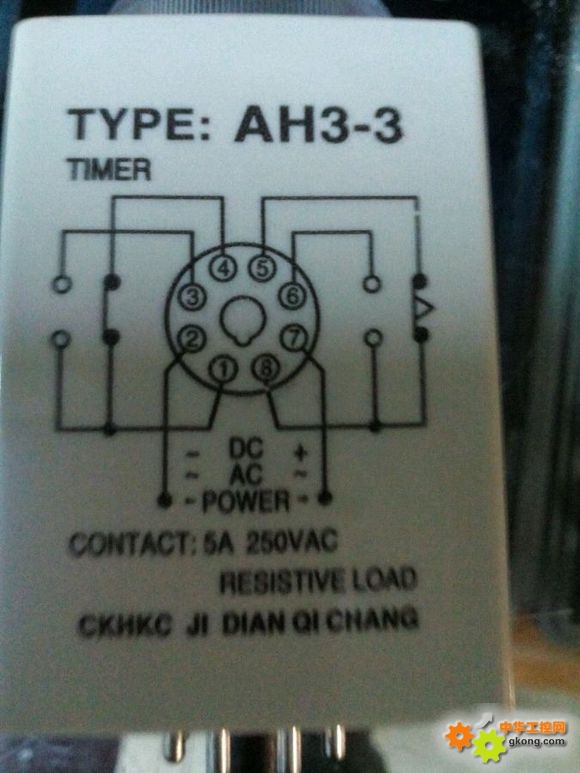 TYPE: AH3-3
TIMER
4 5
3 6
2 7
1 8
- DC +
~ AC ~
- POWER -
CONTACT: 5A 250VAC
RESISTIVE LOAD
CKHKC JI DIAN QI CHANG
中华工控网
gkong.com